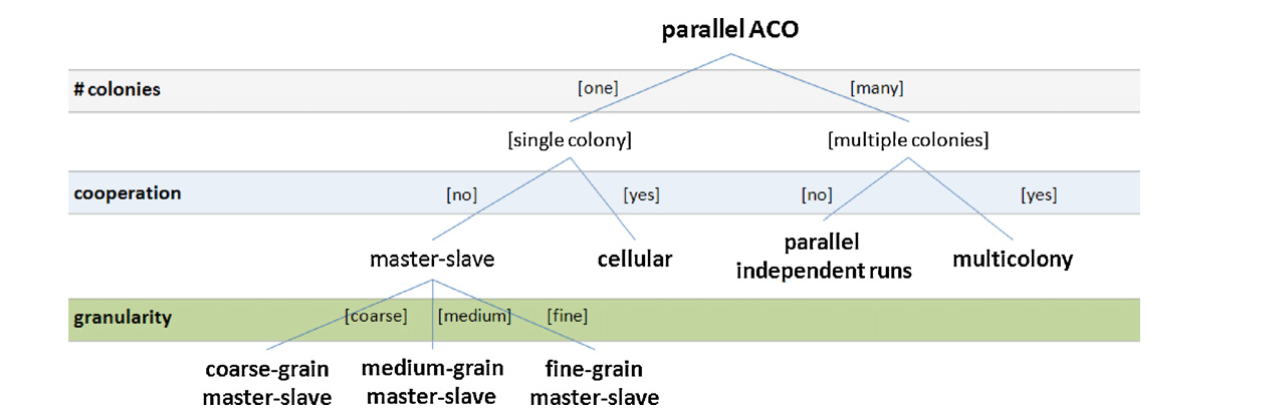 parallel ACO
# colonies [one] [many]
[single colony] [multiple colonies]
cooperation [no] [yes] [no] [yes]
master-slave cellular parallel independent runs multicolony
granularity [coarse] [medium] [fine]
coarse-grain medium-grain fine-grain
master-slave master-slave master-slave